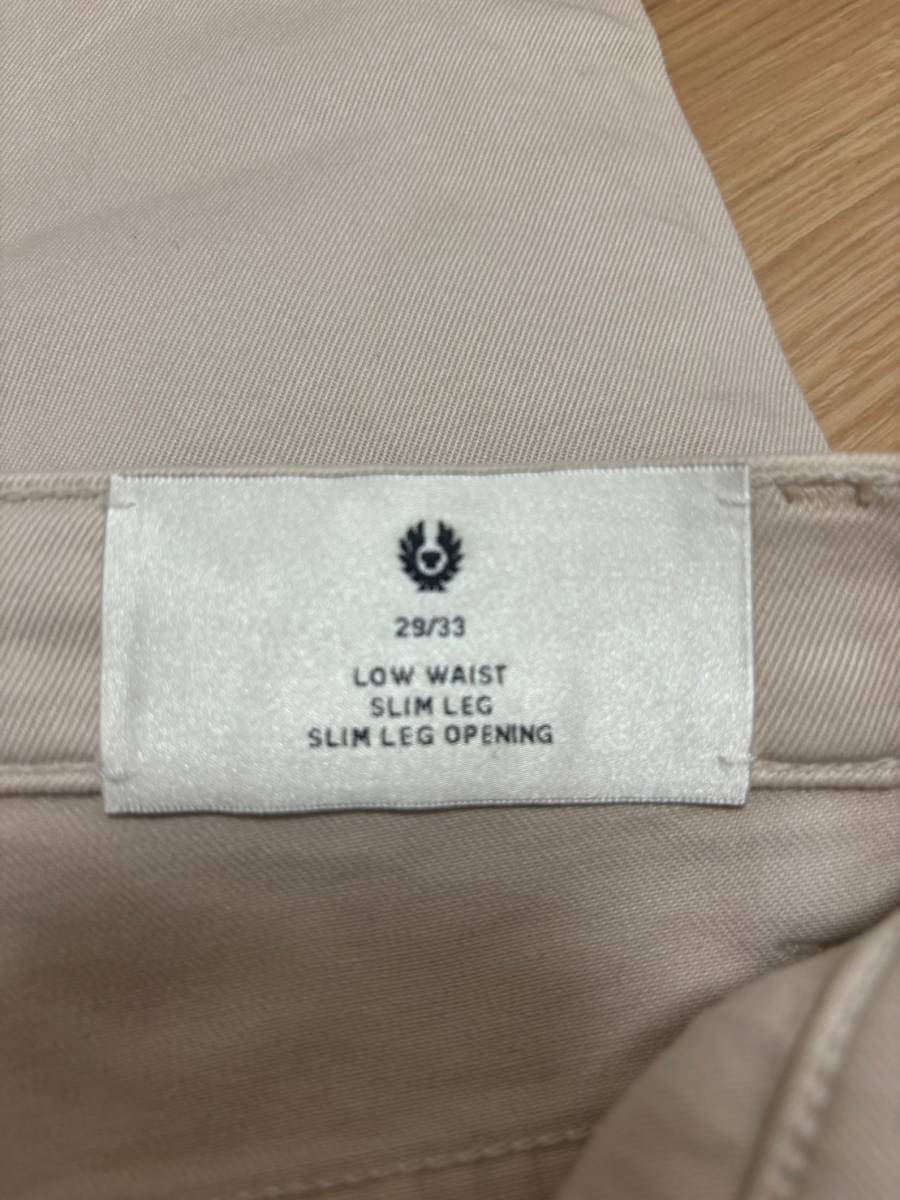 29/33
LOW WAIST
SLIM LEG
SLIM LEG OPENING